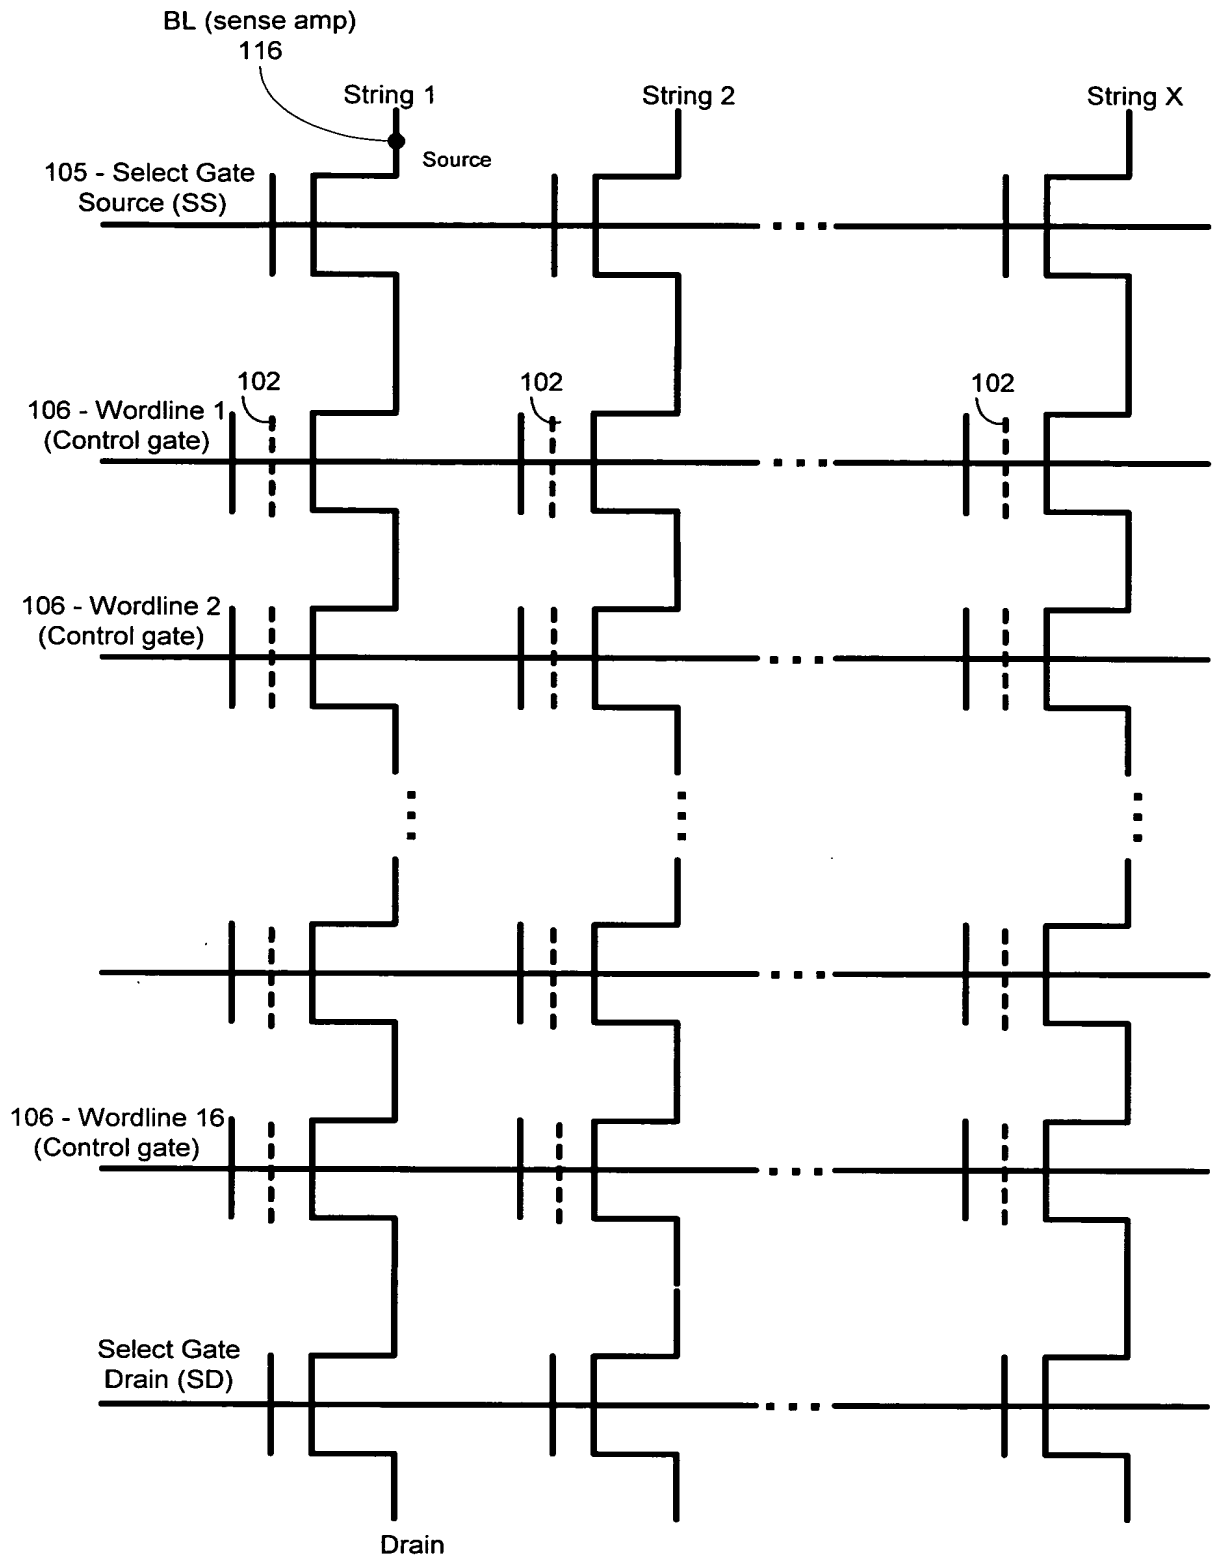 BL (sense amp)
116
String 1
String 2
String X
Source
105 - Select Gate
Source (SS)
102
102
102
106 - Wordline 1
(Control gate)
106 - Wordline 2
(Control gate)
106 - Wordline 16
(Control gate)
Select Gate
Drain (SD)
Drain